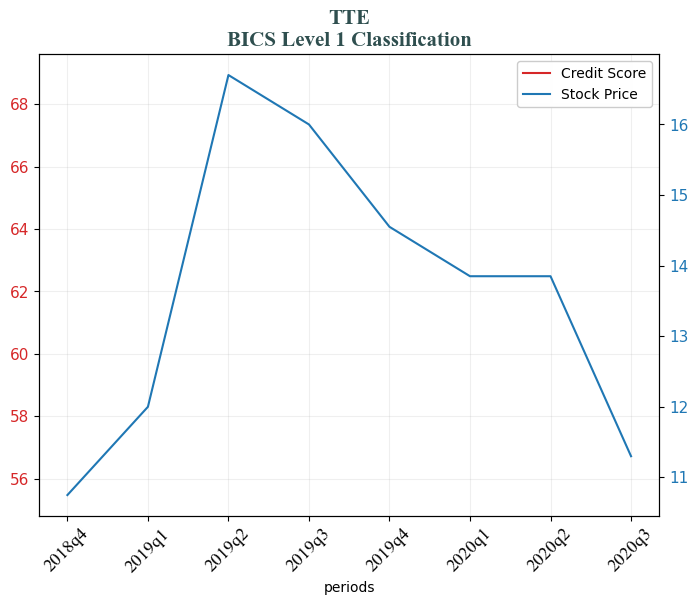 TTE
BICS Level 1 Classification
Credit Score
Stock Price
68
66
64
62
60
58
56
16
15
14
13
12
11
2018q4
2019q1
2019q2
2019q3
2019q4
2020q1
2020q2
2020q3
periods